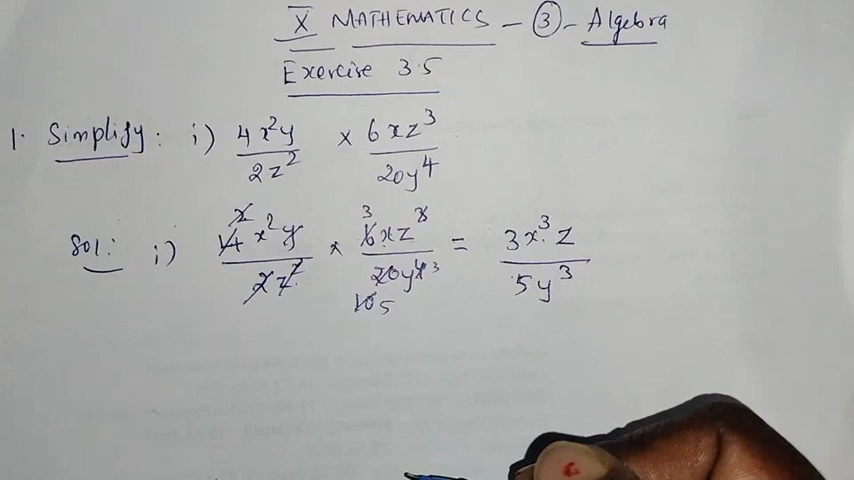 X MATHEMATICS - ③ - Algebra
Exercise 3.5
1. Simplify: i) 4x²y/2z² × 6xz³/20y⁴
Sol: i) 4x²y/2z² × 6xz³/20y⁴ = 3x³z/5y³